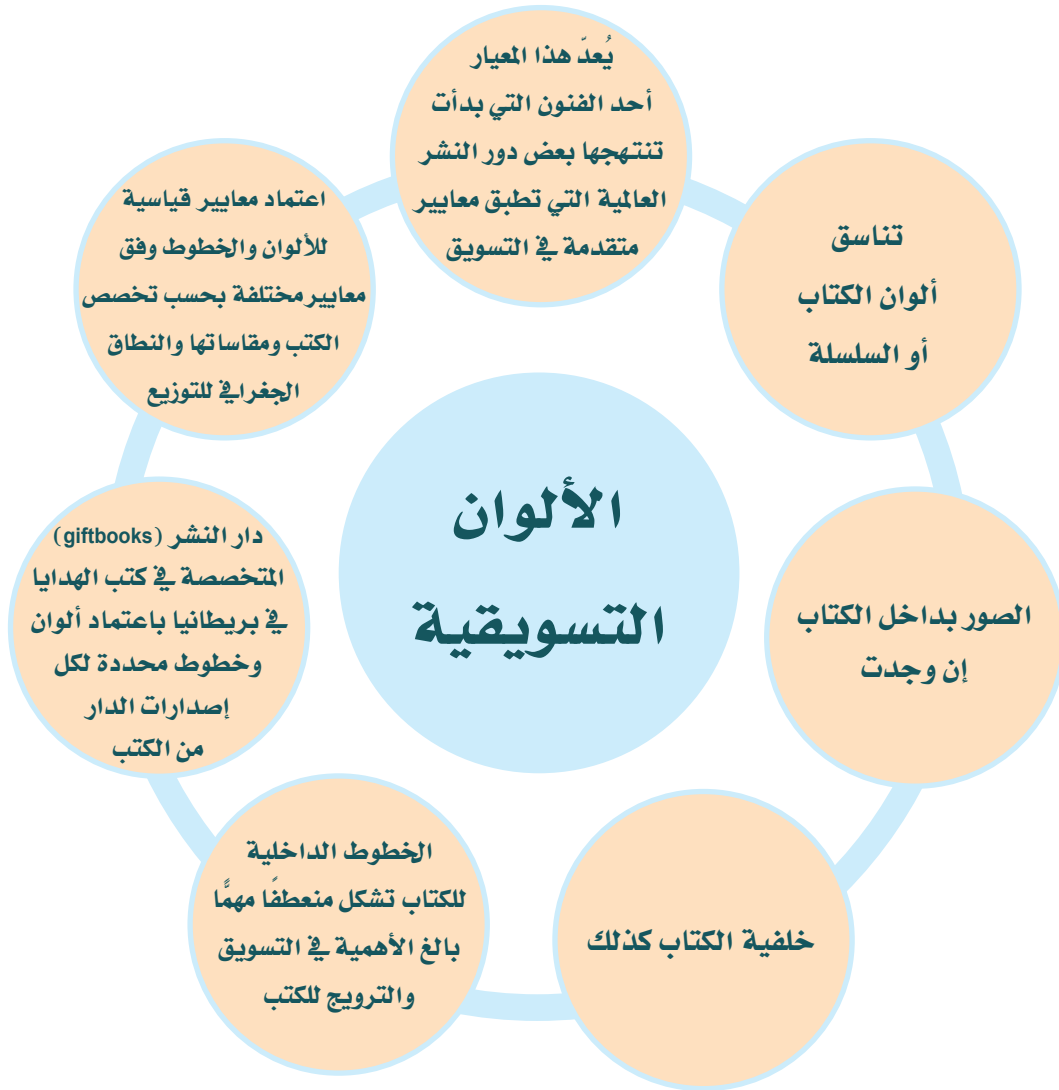 الألوان
التسويقية
يُعدّ هذا المعيار
أحد الفنون التي بدأت
تنتهجها بعض دور النشر
العالمية التي تطبق معايير
متقدمة في التسويق
تناسق
ألوان الكتاب
أو السلسلة
الصور بداخل الكتاب
إن وجدت
خلفية الكتاب كذلك
الخطوط الداخلية
للكتاب تشكل منعطفًا مهمًّا
بالغ الأهمية في التسويق
والترويج للكتب
دار النشر (giftbooks)
المتخصصة في كتب الهدايا
في بريطانيا باعتماد ألوان
وخطوط محددة لكل
إصدارات الدار
من الكتب
اعتماد معايير قياسية
للألوان والخطوط وفق
معايير مختلفة بحسب تخصص
الكتب ومقاساتها والنطاق
الجغرافي للتوزيع